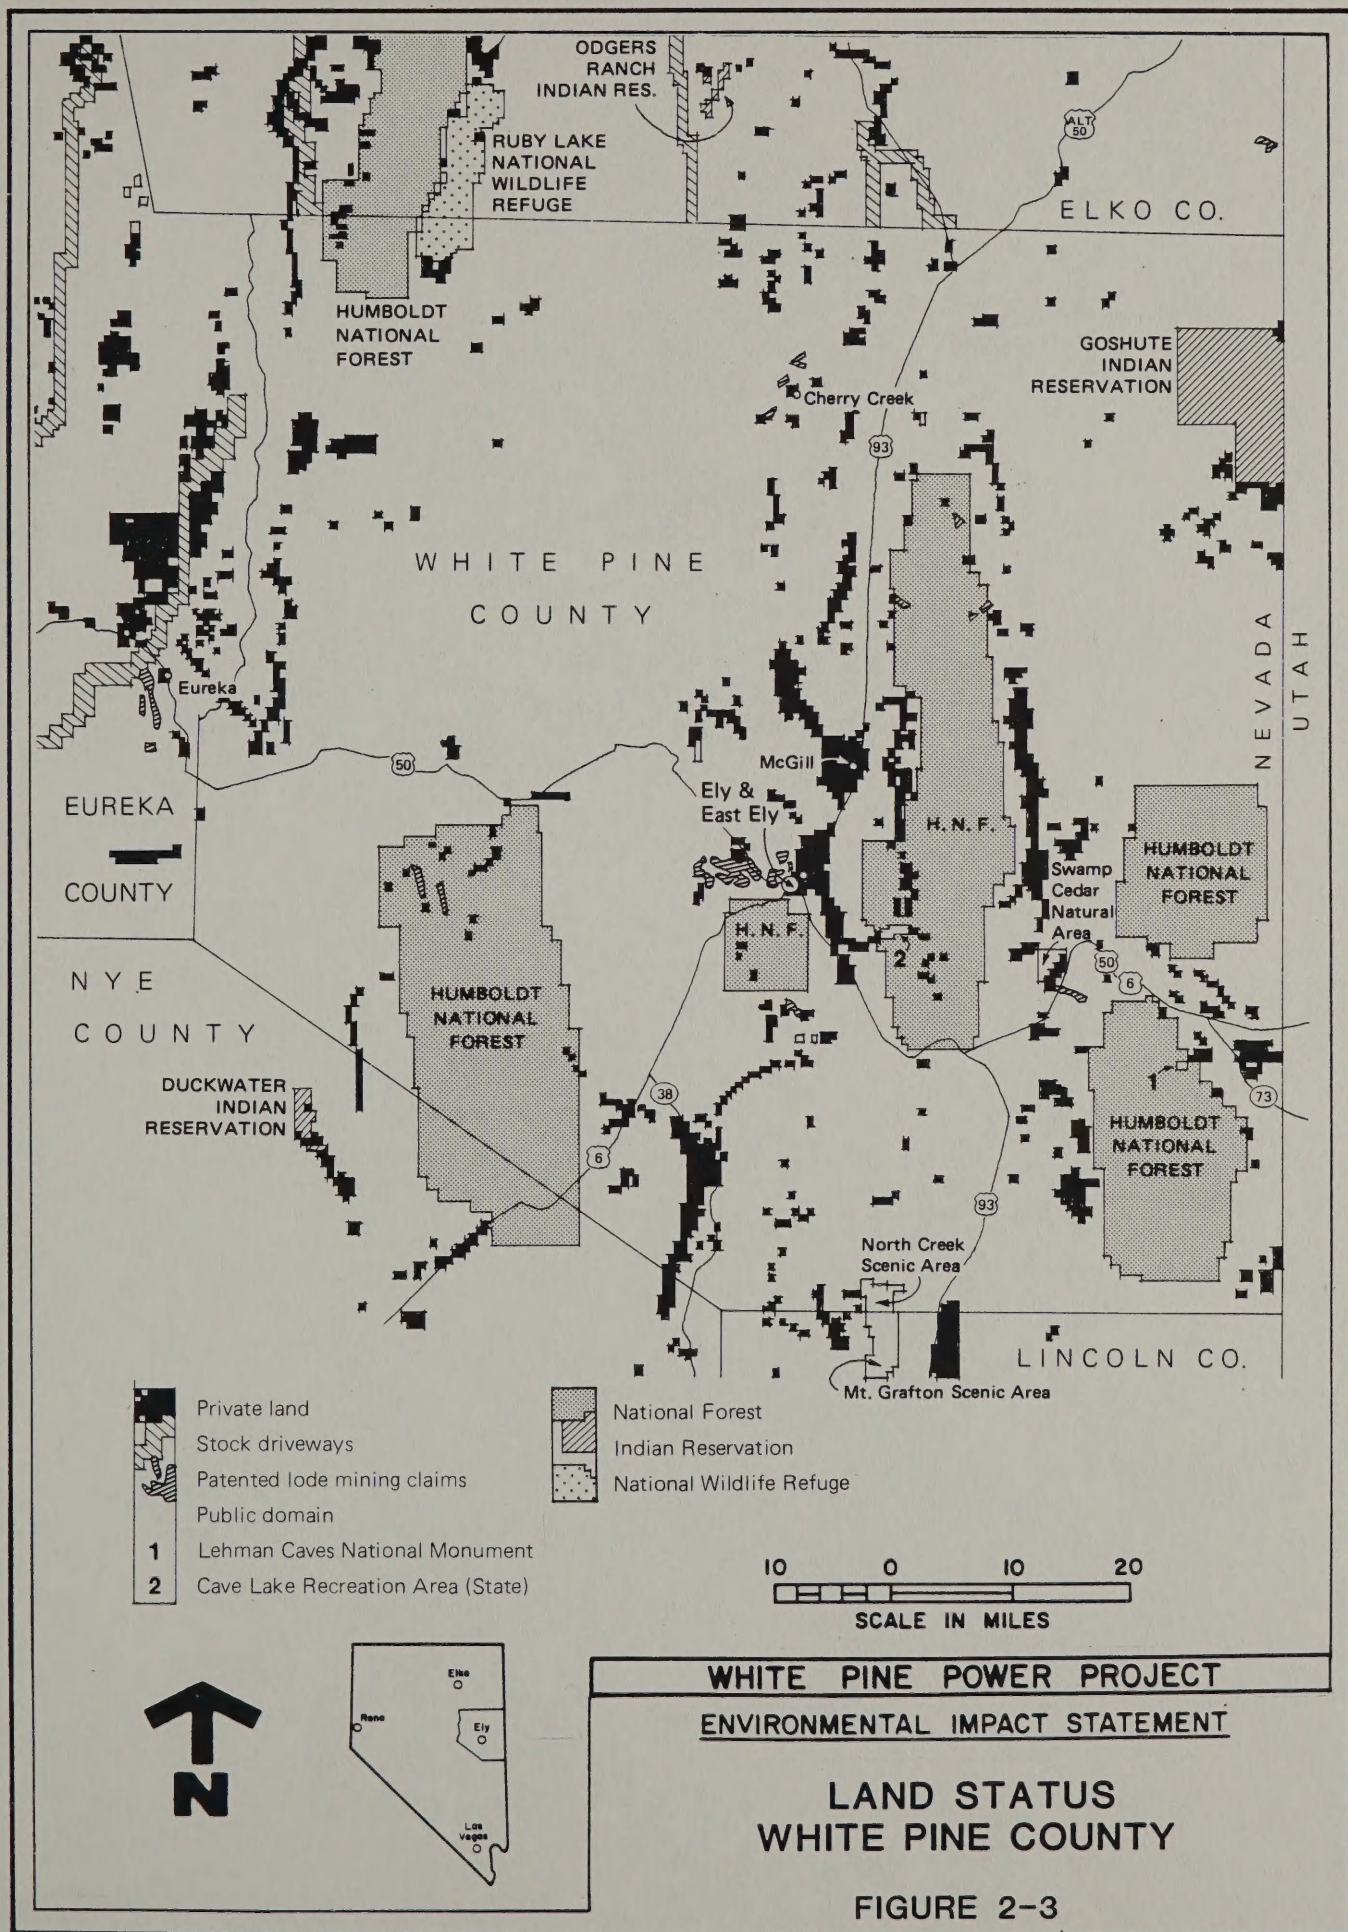 ODGERS
RANCH
INDIAN RES.
ALT
50
RUBY LAKE
NATIONAL
WILDLIFE
REFUGE
ELKO CO.
HUMBOLDT
NATIONAL
FOREST
GOSHUTE
INDIAN
RESERVATION
Cherry Creek
93
WHITE PINE
COUNTY
NEVADA
UTAH
Eureka
50
McGill
Ely &
East Ely
EUREKA
COUNTY
H.N.F.
HUMBOLDT
NATIONAL
FOREST
Swamp
Cedar
Natural
Area
H.N.F.
2
50
6
NYE
COUNTY
HUMBOLDT
NATIONAL
FOREST
DUCKWATER
INDIAN
RESERVATION
38
1
73
HUMBOLDT
NATIONAL
FOREST
6
93
North Creek
Scenic Area
LINCOLN CO.
Mt. Grafton Scenic Area
Private land
Stock driveways
Patented lode mining claims
Public domain
1 Lehman Caves National Monument
2 Cave Lake Recreation Area (State)
National Forest
Indian Reservation
National Wildlife Refuge
10 0 10 20
SCALE IN MILES
N
Elko
Reno
Ely
Las
Vegas
WHITE PINE POWER PROJECT
ENVIRONMENTAL IMPACT STATEMENT
LAND STATUS
WHITE PINE COUNTY
FIGURE 2-3